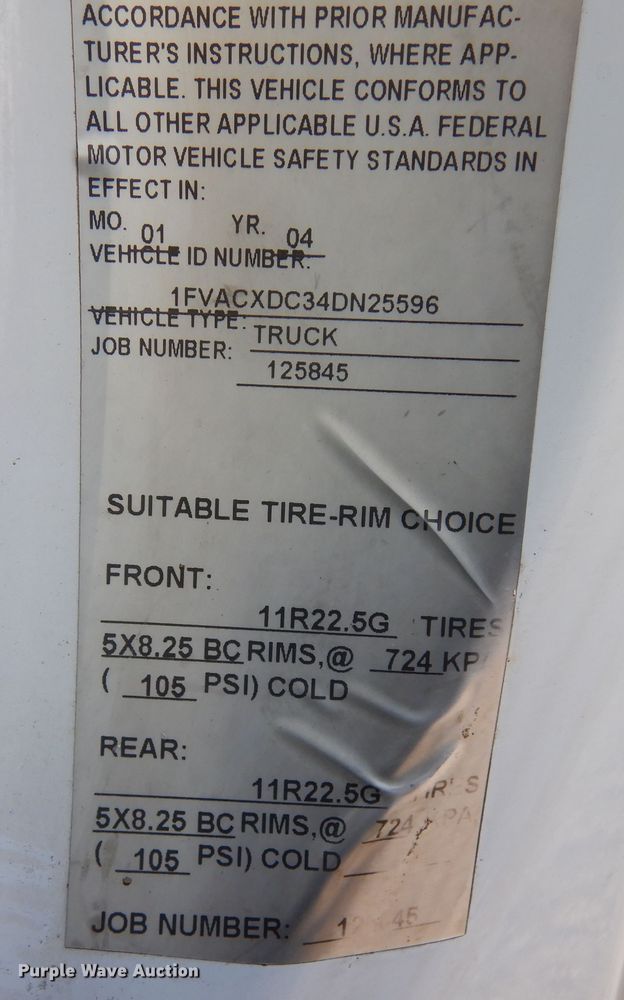 ACCORDANCE WITH PRIOR MANUFAC-
TURER'S INSTRUCTIONS, WHERE APP-
LICABLE. THIS VEHICLE CONFORMS TO
ALL OTHER APPLICABLE U.S.A. FEDERAL
MOTOR VEHICLE SAFETY STANDARDS IN
EFFECT IN:
MO. 01 YR. 04
VEHICLE ID NUMBER:
1FVACXDC34DN25596
VEHICLE TYPE: TRUCK
JOB NUMBER: 125845
SUITABLE TIRE-RIM CHOICE
FRONT:
11R22.5G TIRES
5X8.25 BC RIMS,@ 724 KPA
( 105 PSI) COLD
REAR:
11R22.5G
5X8.25 BC RIMS,@ 724 KPA
( 105 PSI) COLD
JOB NUMBER:
Purple Wave Auction